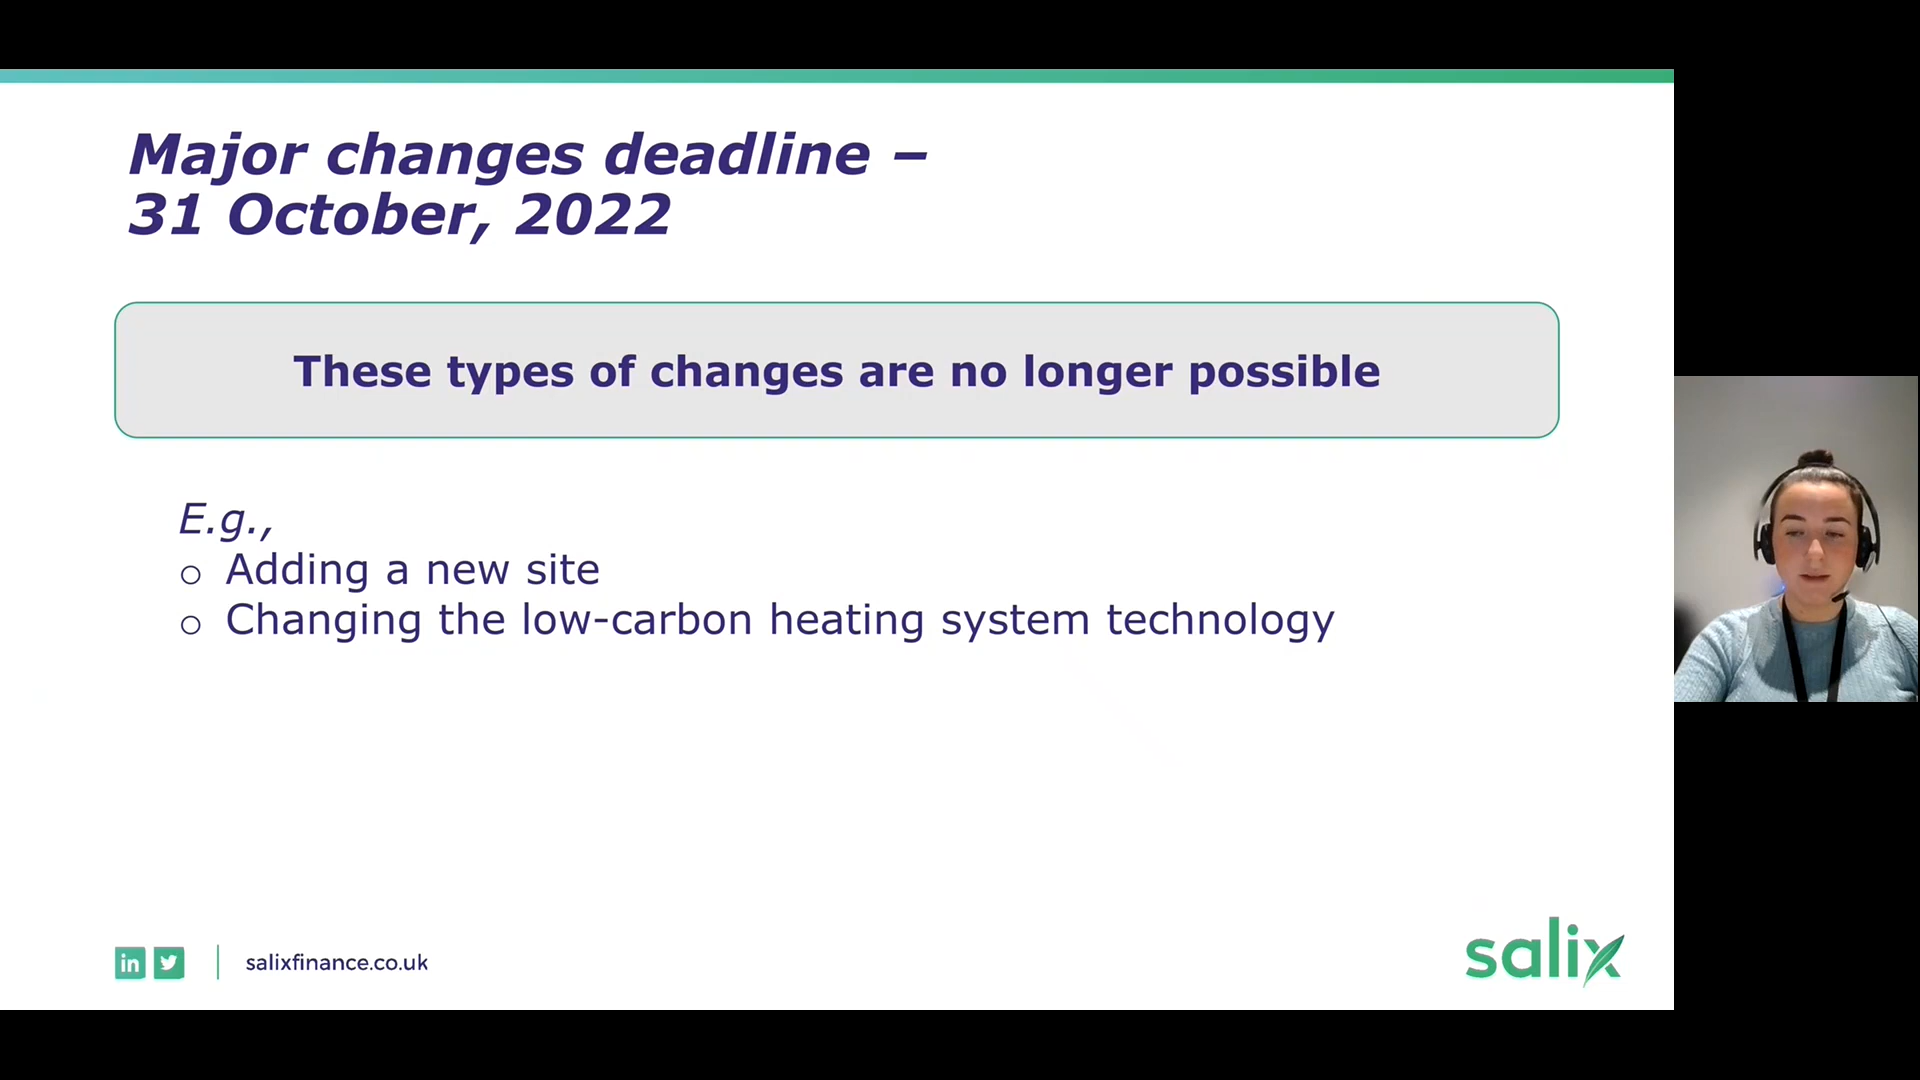 Major changes deadline –
31 October, 2022
These types of changes are no longer possible
E.g.,
o Adding a new site
o Changing the low-carbon heating system technology
in
salixfinance.co.uk
salix